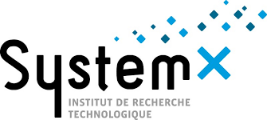 SystemX
INSTITUT DE RECHERCHE
TECHNOLOGIQUE